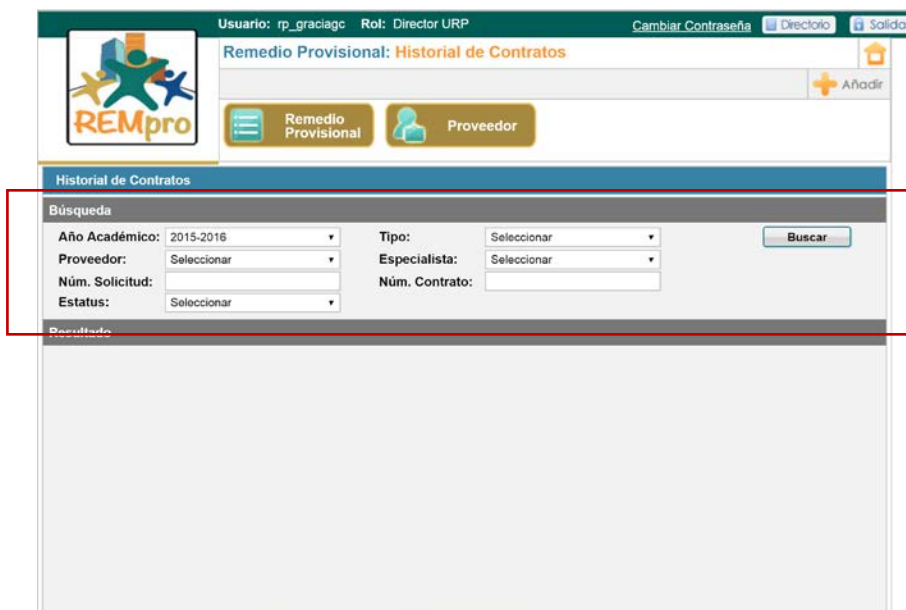 Usuario: rp_graciagc Rol: Director URP Cambiar Contraseña Directorio Salida
Remedio Provisional: Historial de Contratos
Añadir
REMpro
Remedio Provisional
Proveedor
Historial de Contratos
Búsqueda
Año Académico: 2015-2016 Tipo: Seleccionar Buscar
Proveedor: Seleccionar Especialista: Seleccionar
Núm. Solicitud: Núm. Contrato:
Estatus: Seleccionar
Resultado